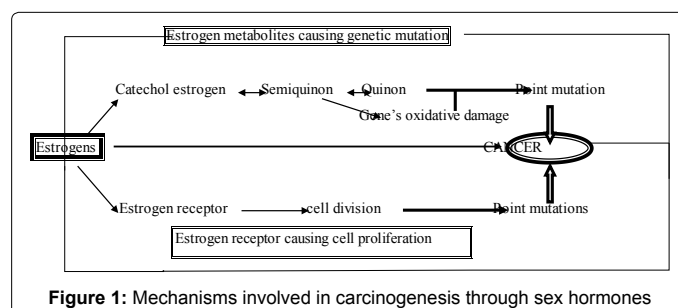 Estrogen metabolites causing genetic mutation
Catechol estrogen Semiquinon Quinon Point mutation
Gene's oxidative damage
Estrogens CANCER
Estrogen receptor cell division Point mutations
Estrogen receptor causing cell proliferation
Figure 1: Mechanisms involved in carcinogenesis through sex hormones